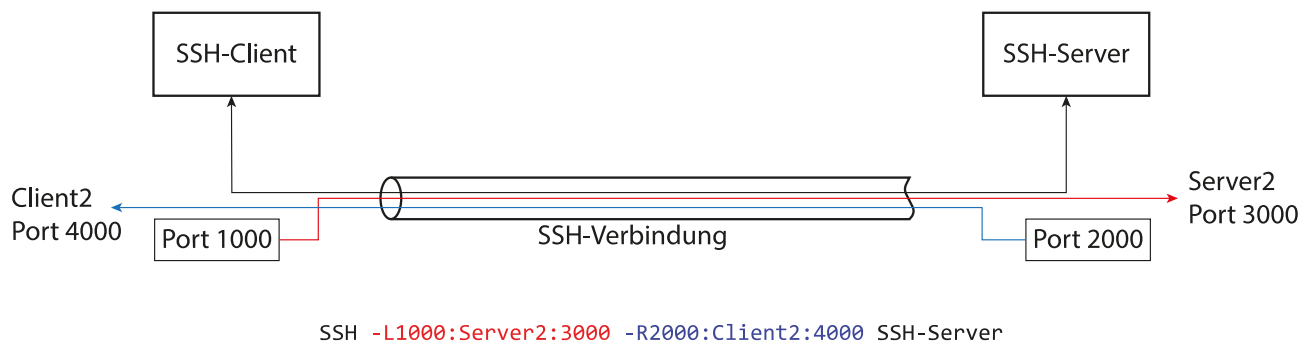 SSH-Client
SSH-Server
Client2
Port 4000
Port 1000
SSH-Verbindung
Port 2000
Server2
Port 3000
SSH -L1000:Server2:3000 -R2000:Client2:4000 SSH-Server